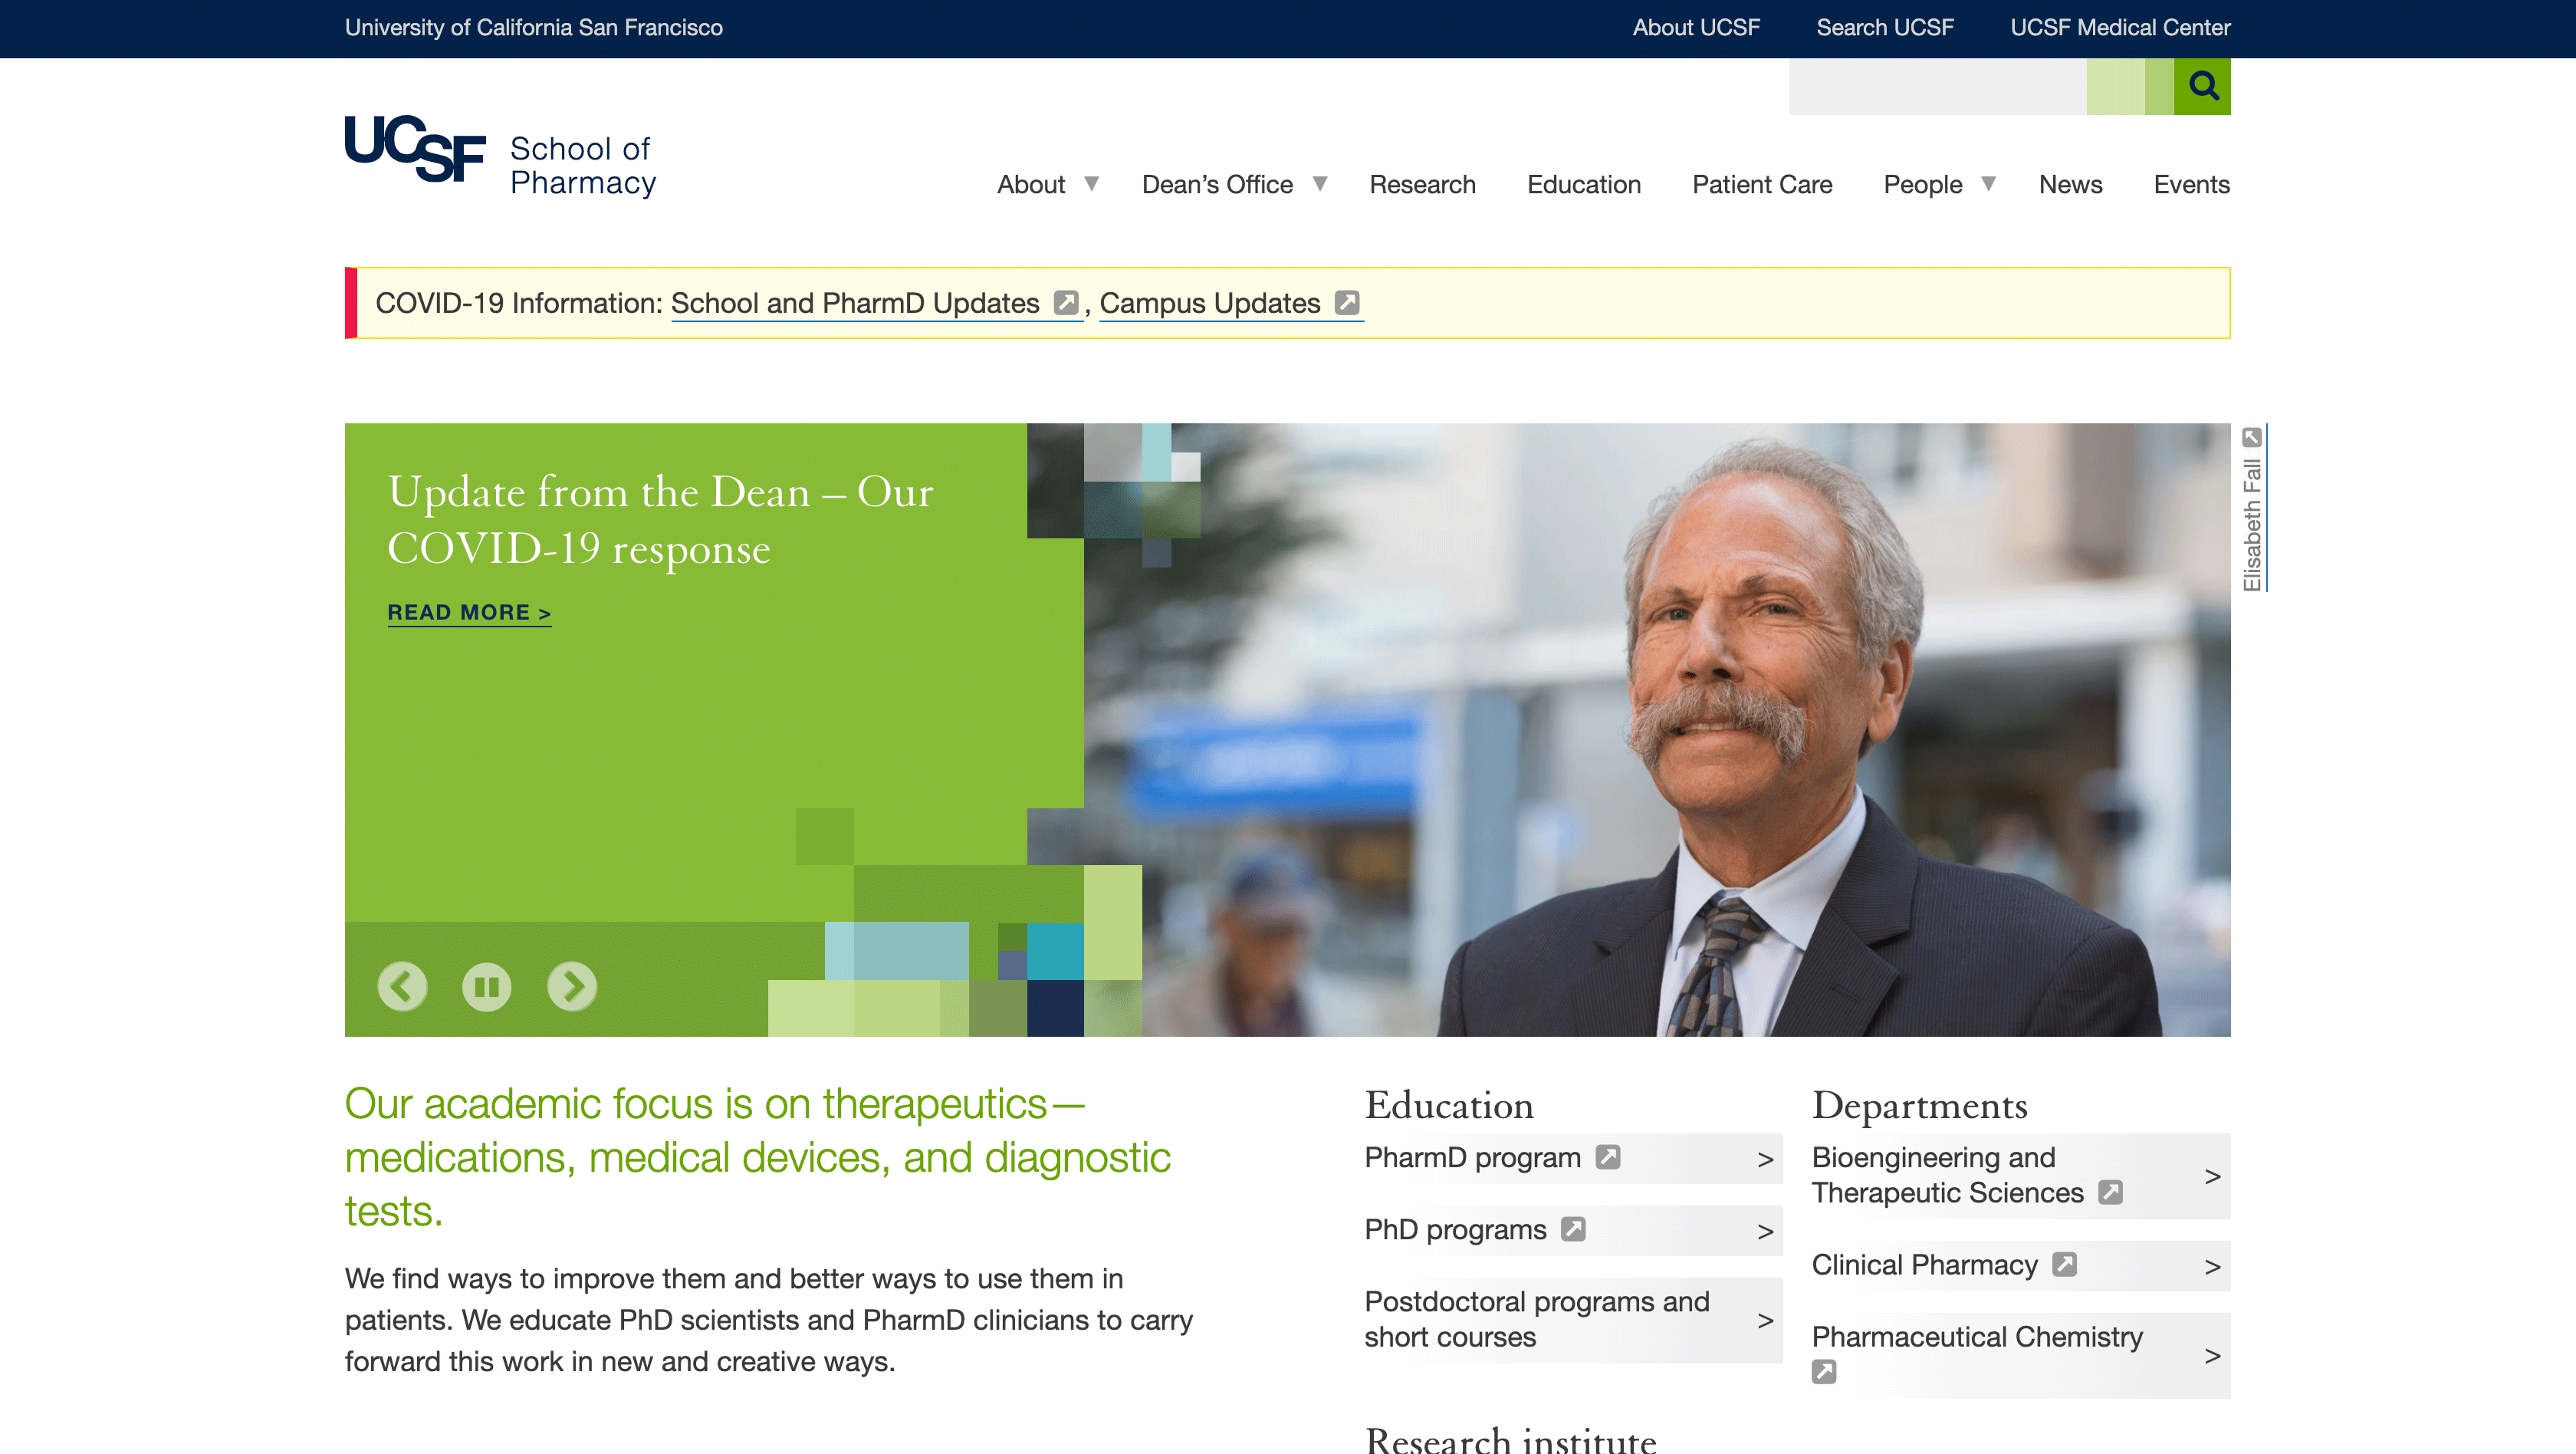 University of California San Francisco
About UCSF
Search UCSF
UCSF Medical Center
UCSF School of
Pharmacy
About
Dean's Office
Research
Education
Patient Care
People
News
Events
COVID-19 Information: School and PharmD Updates , Campus Updates
Update from the Dean – Our
COVID-19 response
READ MORE >
Elisabeth Fall
Our academic focus is on therapeutics—
medications, medical devices, and diagnostic
tests.
We find ways to improve them and better ways to use them in
patients. We educate PhD scientists and PharmD clinicians to carry
forward this work in new and creative ways.
Education
PharmD program >
PhD programs >
Postdoctoral programs and
short courses >
Research institute
Departments
Bioengineering and
Therapeutic Sciences >
Clinical Pharmacy >
Pharmaceutical Chemistry >